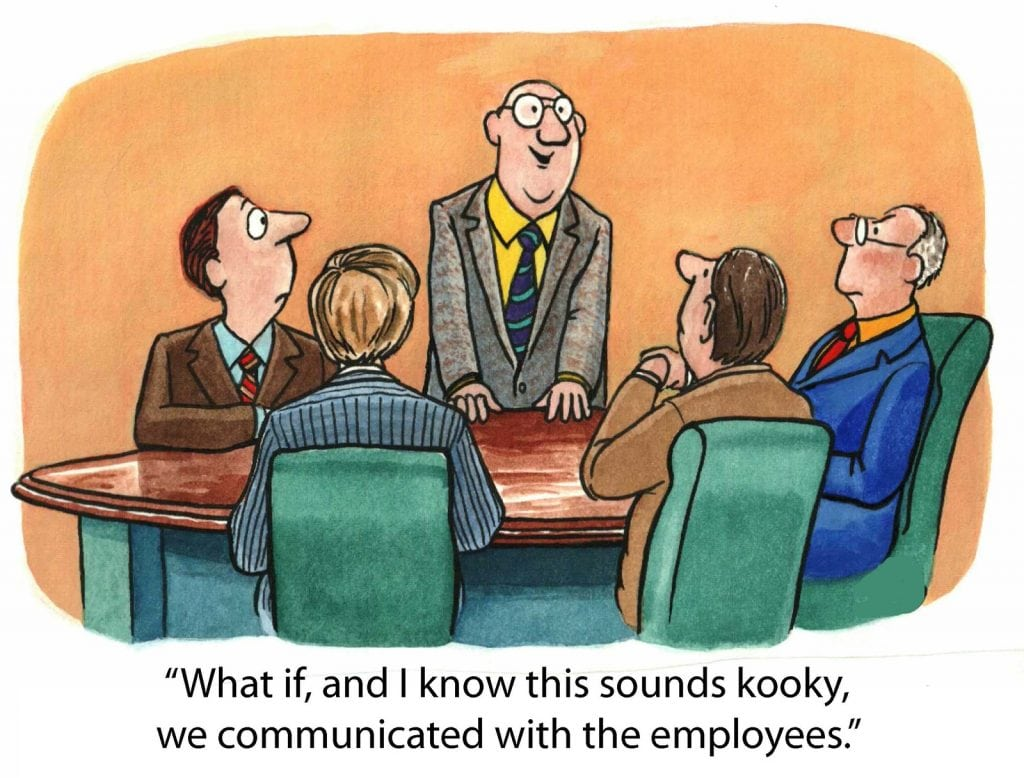 “What if, and I know this sounds kooky,
we communicated with the employees.”